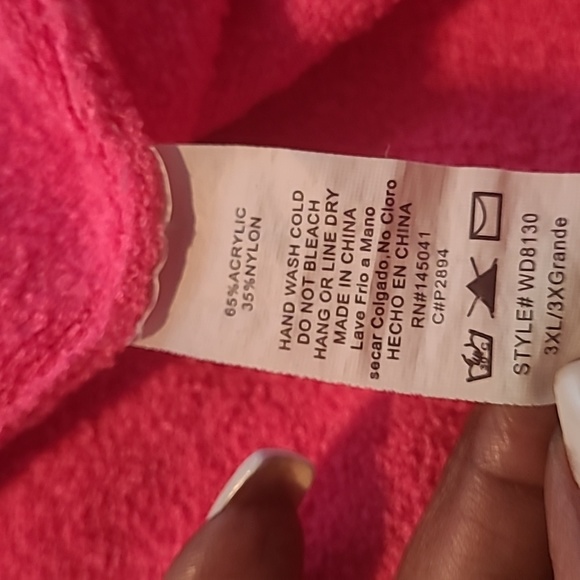 65%ACRYLIC
35%NYLON
HAND WASH COLD
DO NOT BLEACH
HANG OR LINE DRY
MADE IN CHINA
Lave Frio a Mano
secar Colgado,No Cloro
HECHO EN CHINA
RN#145041
C#P2894
STYLE# WD8130
3XL/3XGrande